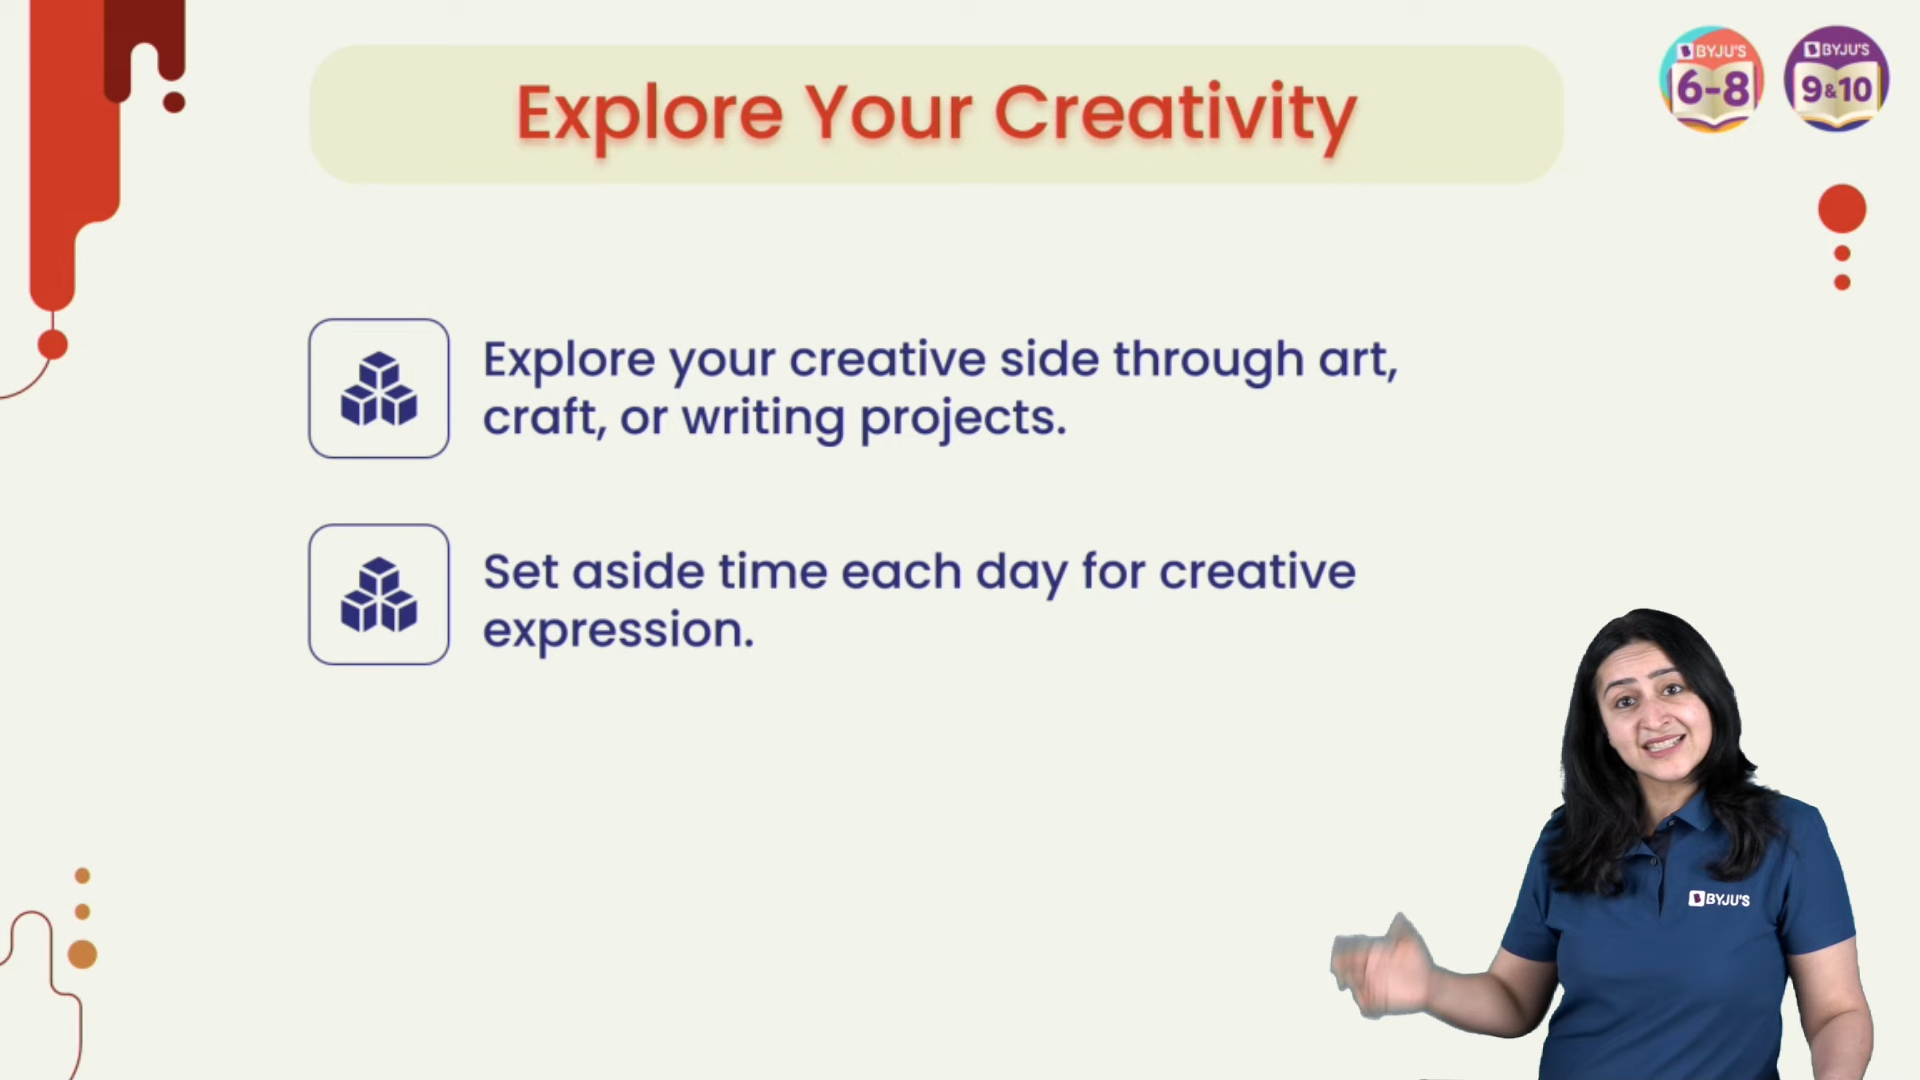 Explore Your Creativity
BYJU'S
6-8
BYJU'S
9&10
Explore your creative side through art,
craft, or writing projects.
Set aside time each day for creative
expression.
BYJU'S